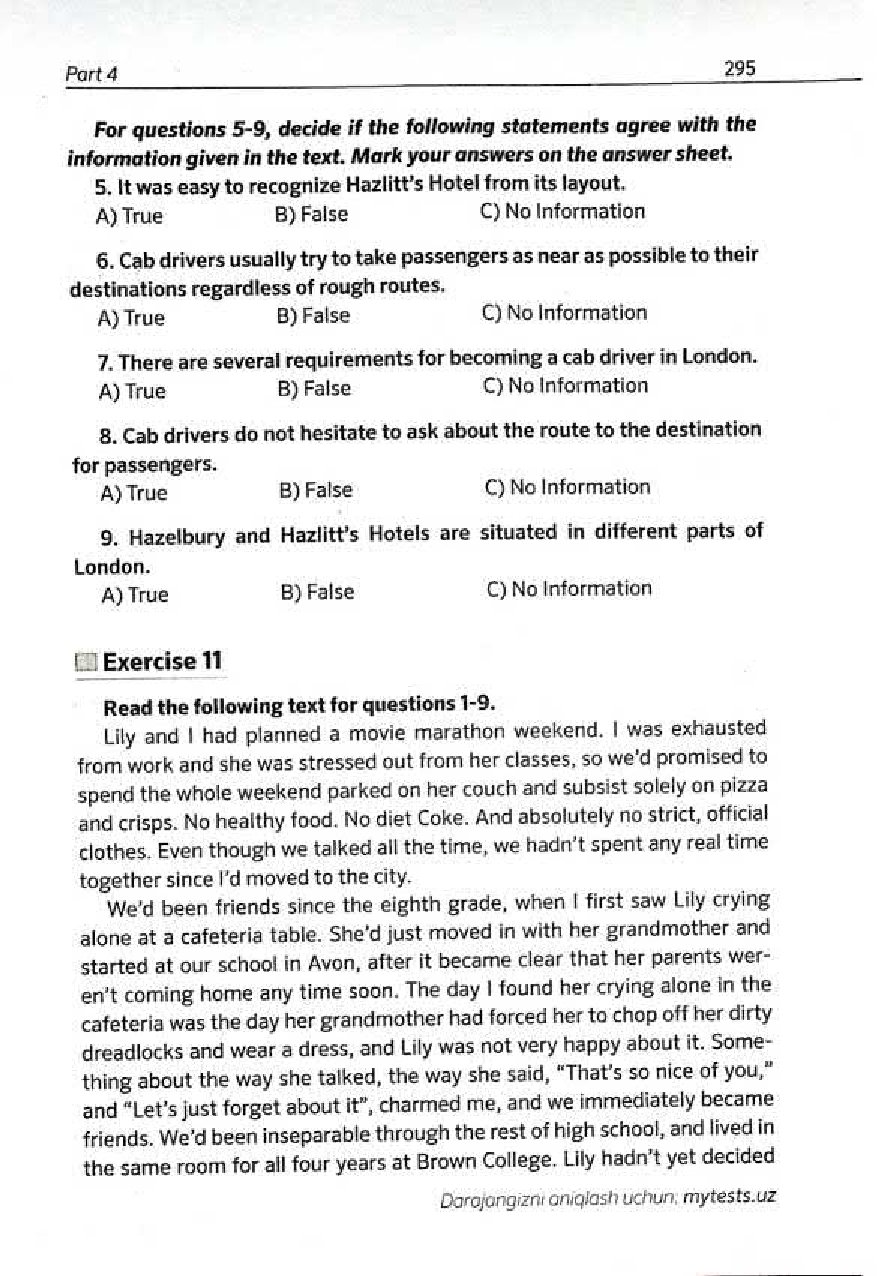 Part 4
295
For questions 5-9, decide if the following statements agree with the
information given in the text. Mark your answers on the answer sheet.
5. It was easy to recognize Hazlitt's Hotel from its layout.
A) True B) False C) No Information
6. Cab drivers usually try to take passengers as near as possible to their
destinations regardless of rough routes.
A) True B) False C) No Information
7. There are several requirements for becoming a cab driver in London.
A) True B) False C) No Information
8. Cab drivers do not hesitate to ask about the route to the destination
for passengers.
A) True B) False C) No Information
9. Hazelbury and Hazlitt's Hotels are situated in different parts of
London.
A) True B) False C) No Information
Exercise 11
Read the following text for questions 1-9.
Lily and I had planned a movie marathon weekend. I was exhausted
from work and she was stressed out from her classes, so we'd promised to
spend the whole weekend parked on her couch and subsist solely on pizza
and crisps. No healthy food. No diet Coke. And absolutely no strict, official
clothes. Even though we talked all the time, we hadn't spent any real time
together since I'd moved to the city.
We'd been friends since the eighth grade, when I first saw Lily crying
alone at a cafeteria table. She'd just moved in with her grandmother and
started at our school in Avon, after it became clear that her parents wer-
en't coming home any time soon. The day I found her crying alone in the
cafeteria was the day her grandmother had forced her to chop off her dirty
dreadlocks and wear a dress, and Lily was not very happy about it. Some-
thing about the way she talked, the way she said, "That's so nice of you,"
and "Let's just forget about it", charmed me, and we immediately became
friends. We'd been inseparable through the rest of high school, and lived in
the same room for all four years at Brown College. Lily hadn't yet decided
Darajangizni aniqlash uchun: mytests.uz